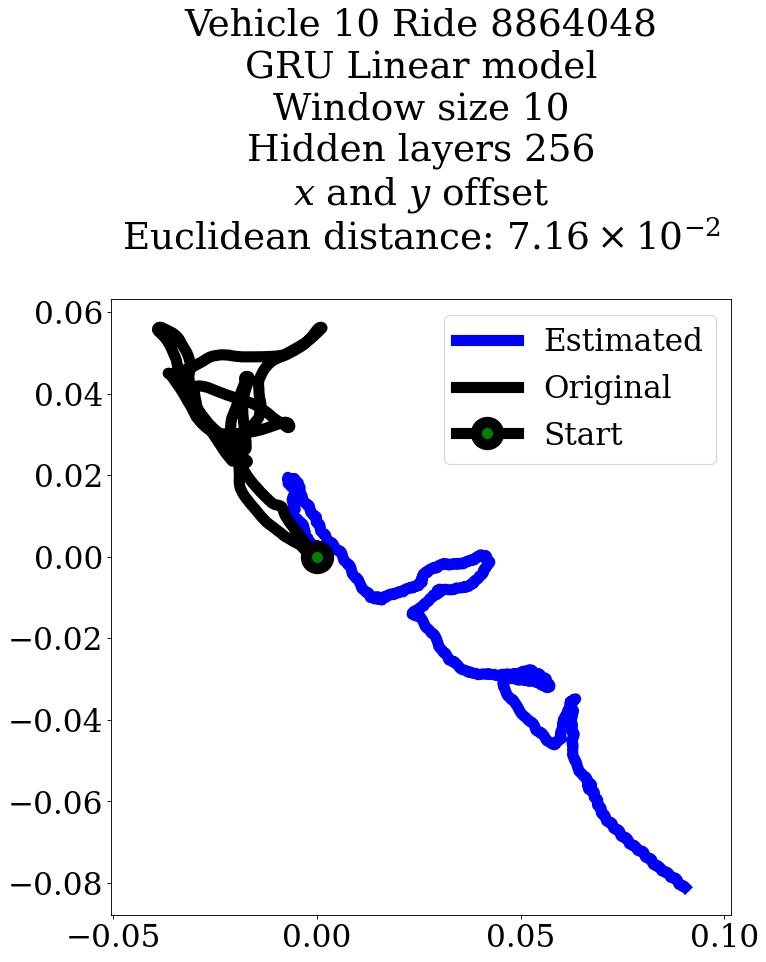 Vehicle 10 Ride 8864048
GRU Linear model
Window size 10
Hidden layers 256
x and y offset
Euclidean distance: 7.16 × 10⁻²
Estimated
Original
Start
0.06
0.04
0.02
0.00
−0.02
−0.04
−0.06
−0.08
−0.05
0.00
0.05
0.10